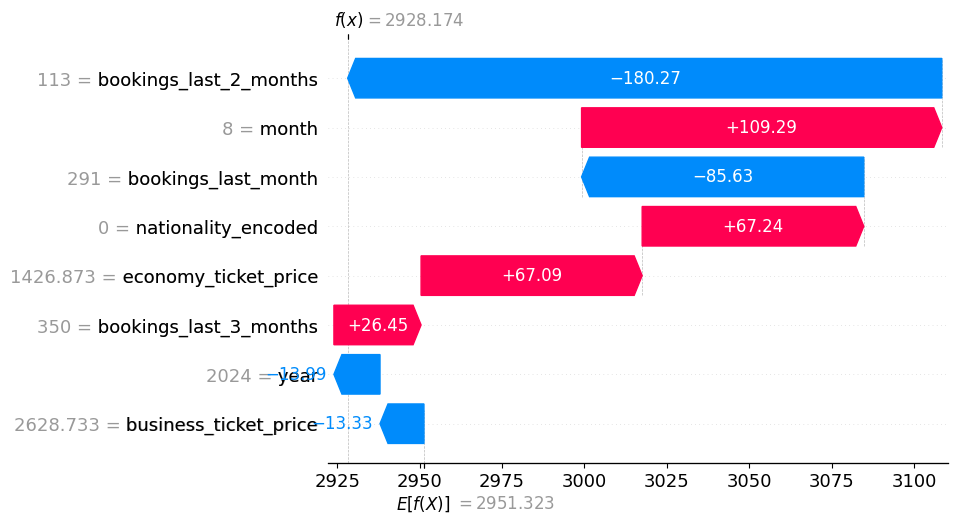 f(x) = 2928.174
113 = bookings_last_2_months −180.27
8 = month +109.29
291 = bookings_last_month −85.63
0 = nationality_encoded +67.24
1426.873 = economy_ticket_price +67.09
350 = bookings_last_3_months +26.45
2024 = year −13.99
2628.733 = business_ticket_price −13.33
2925 2950 2975 3000 3025 3050 3075 3100
E[f(X)] = 2951.323